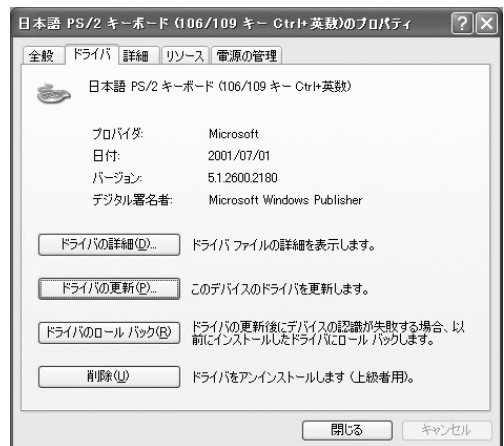 日本語 PS/2 キーボード (106/109 キー Ctrl+英数)のプロパティ
全般 ドライバ 詳細 リソース 電源の管理
日本語 PS/2 キーボード (106/109 キー Ctrl+英数)
プロバイダ: Microsoft
日付: 2001/07/01
バージョン: 5.1.2600.2180
デジタル署名者: Microsoft Windows Publisher
ドライバの詳細(D)... ドライバ ファイルの詳細を表示します。
ドライバの更新(P)... このデバイスのドライバを更新します。
ドライバのロール バック(R) ドライバの更新後にデバイスの認識が失敗する場合、以
前にインストールしたドライバにロール バックします。
削除(U) ドライバをアンインストールします (上級者用)。
閉じる キャンセル